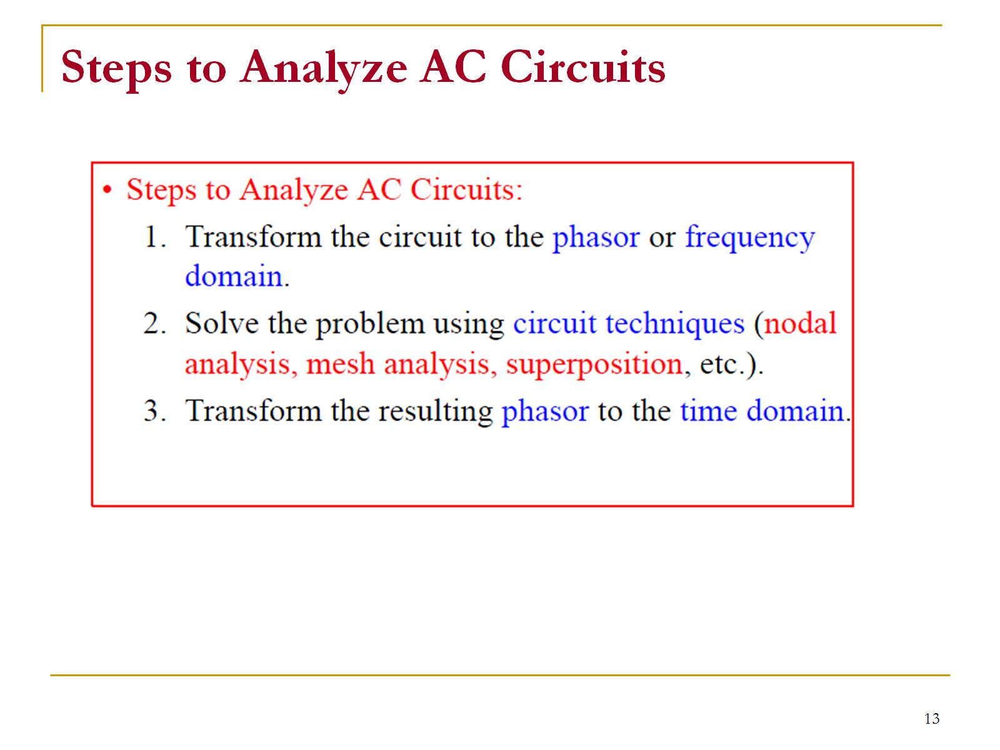 Steps to Analyze AC Circuits
• Steps to Analyze AC Circuits:
1. Transform the circuit to the phasor or frequency
domain.
2. Solve the problem using circuit techniques (nodal
analysis, mesh analysis, superposition, etc.).
3. Transform the resulting phasor to the time domain.
13